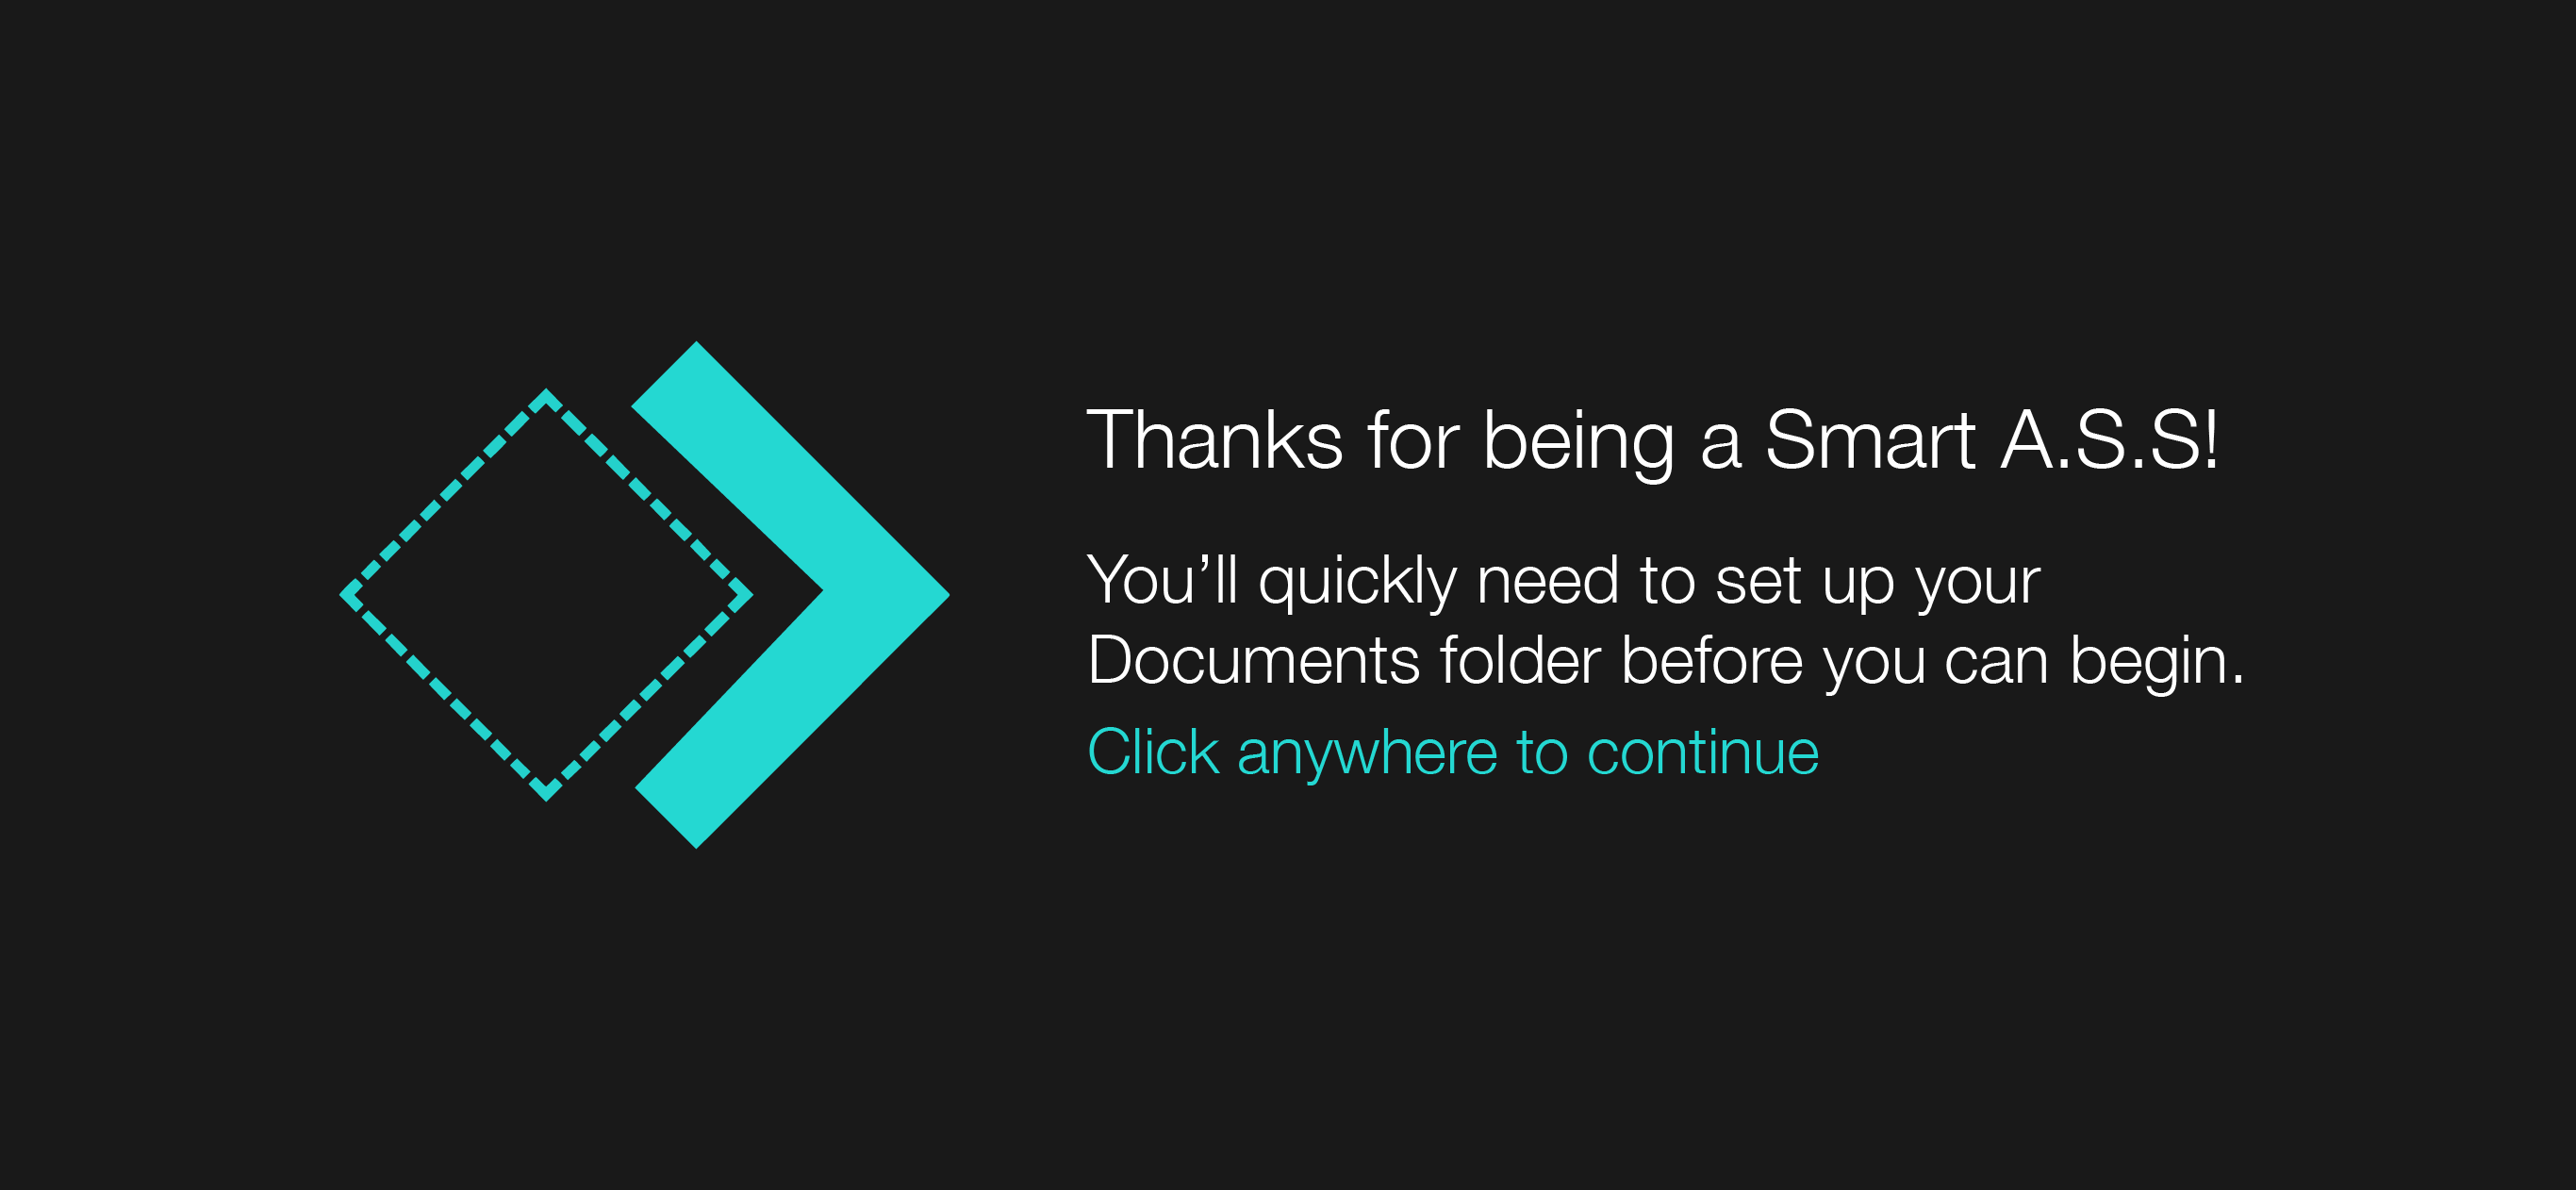 Thanks for being a Smart A.S.S!
You’ll quickly need to set up your
Documents folder before you can begin.
Click anywhere to continue